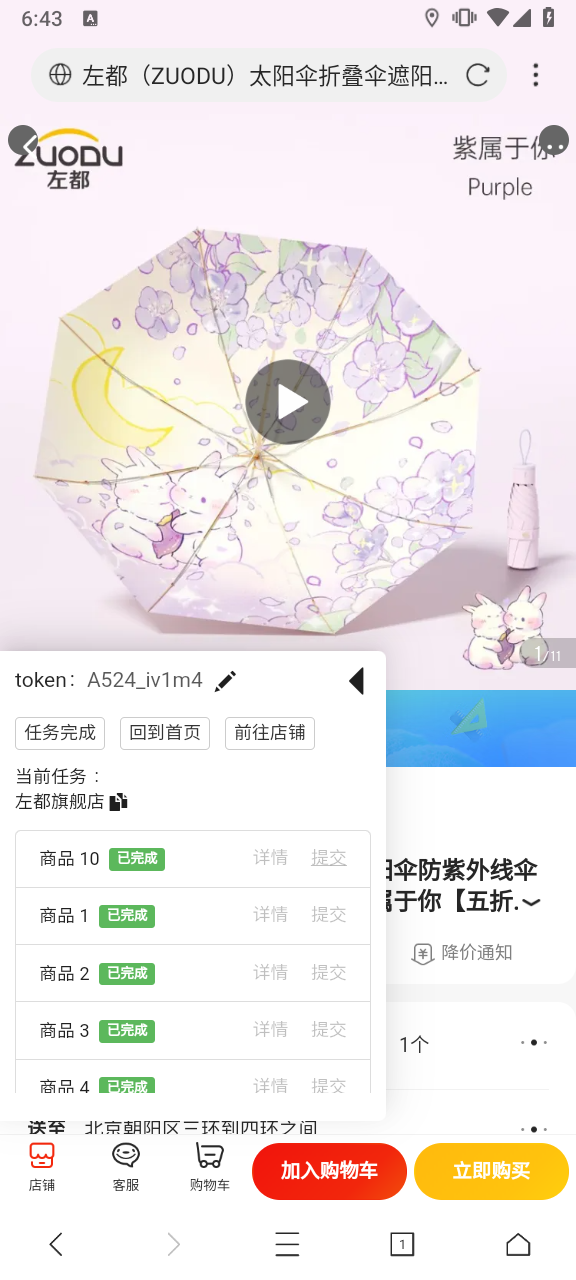 6:43
A
左都（ZUODU）太阳伞折叠伞遮阳...
ZUODU
左都
紫属于你
Purple
1/11
token： A524_iv1m4
任务完成 回到首页 前往店铺
当前任务：
左都旗舰店
商品 10 已完成 详情 提交
商品 1 已完成 详情 提交
商品 2 已完成 详情 提交
商品 3 已完成 详情 提交
商品 4 已完成 详情 提交
阳伞防紫外线伞
属于你【五折.
降价通知
1个
送至 北京朝阳区三环到四环之间
店铺 客服 购物车 加入购物车 立即购买
1